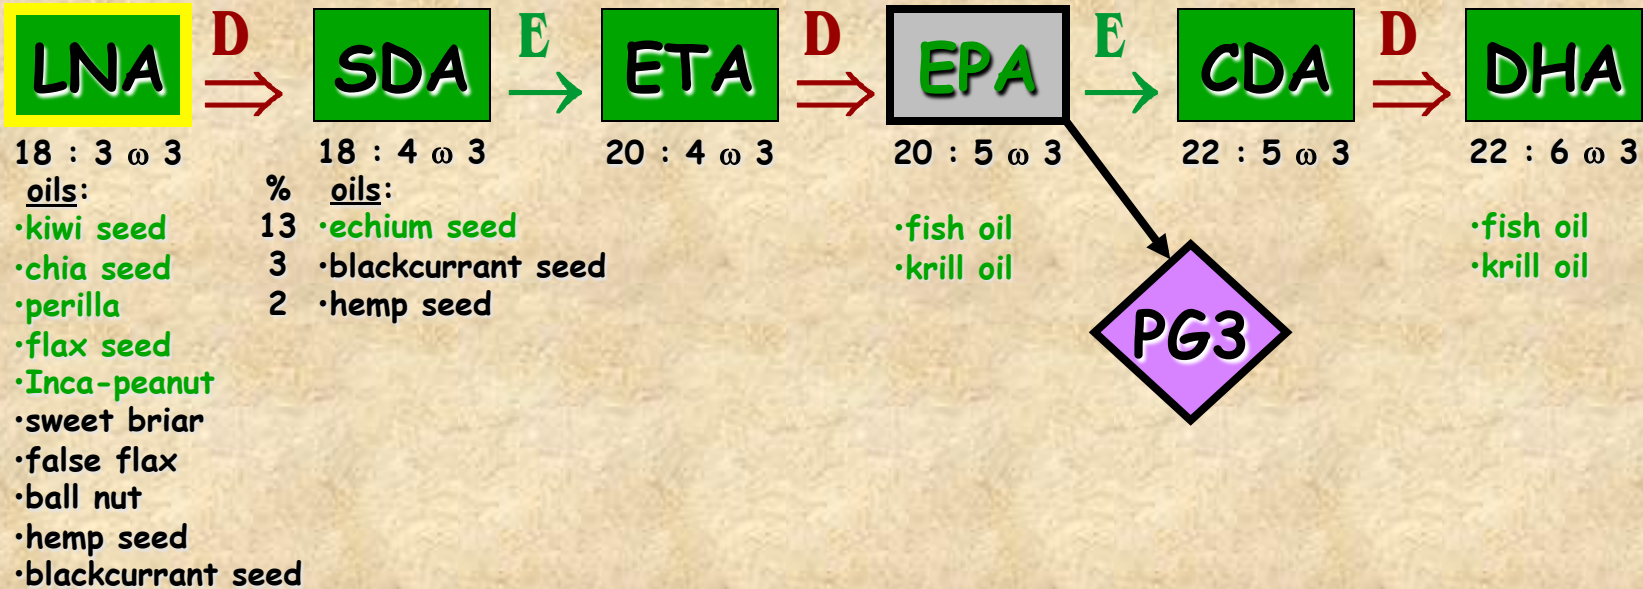 D E D E D
LNA SDA ETA EPA CDA DHA
18 : 3 ω 3 18 : 4 ω 3 20 : 4 ω 3 20 : 5 ω 3 22 : 5 ω 3 22 : 6 ω 3
oils: % oils:
•kiwi seed 13 •echium seed •fish oil •fish oil
•chia seed 3 •blackcurrant seed •krill oil •krill oil
•perilla 2 •hemp seed
•flax seed PG3
•Inca-peanut
•sweet briar
•false flax
•ball nut
•hemp seed
•blackcurrant seed